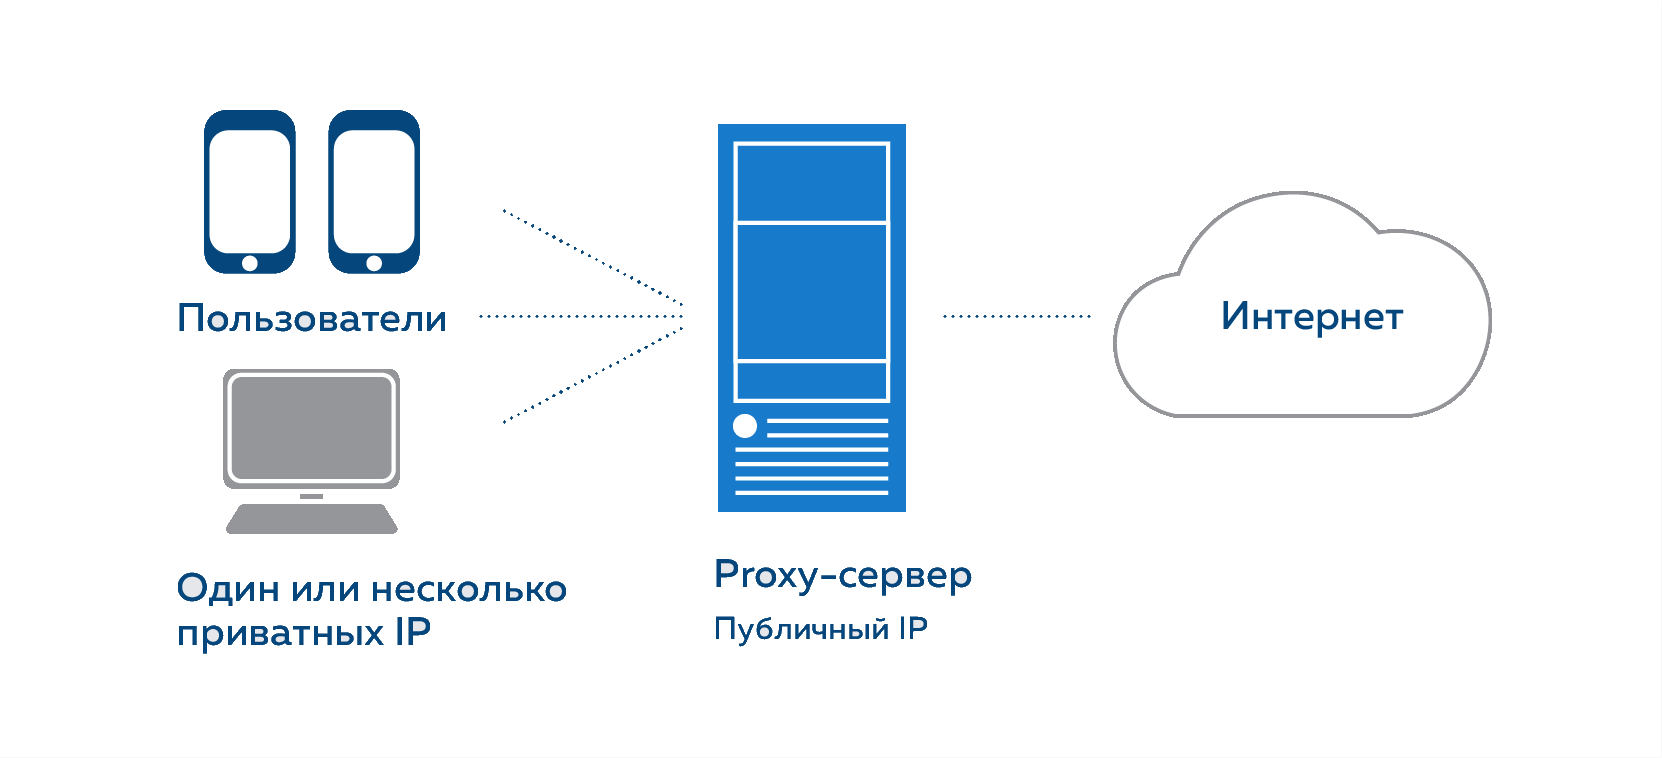 Пользователи
Один или несколько
приватных IP
Proxy-сервер
Публичный IP
Интернет